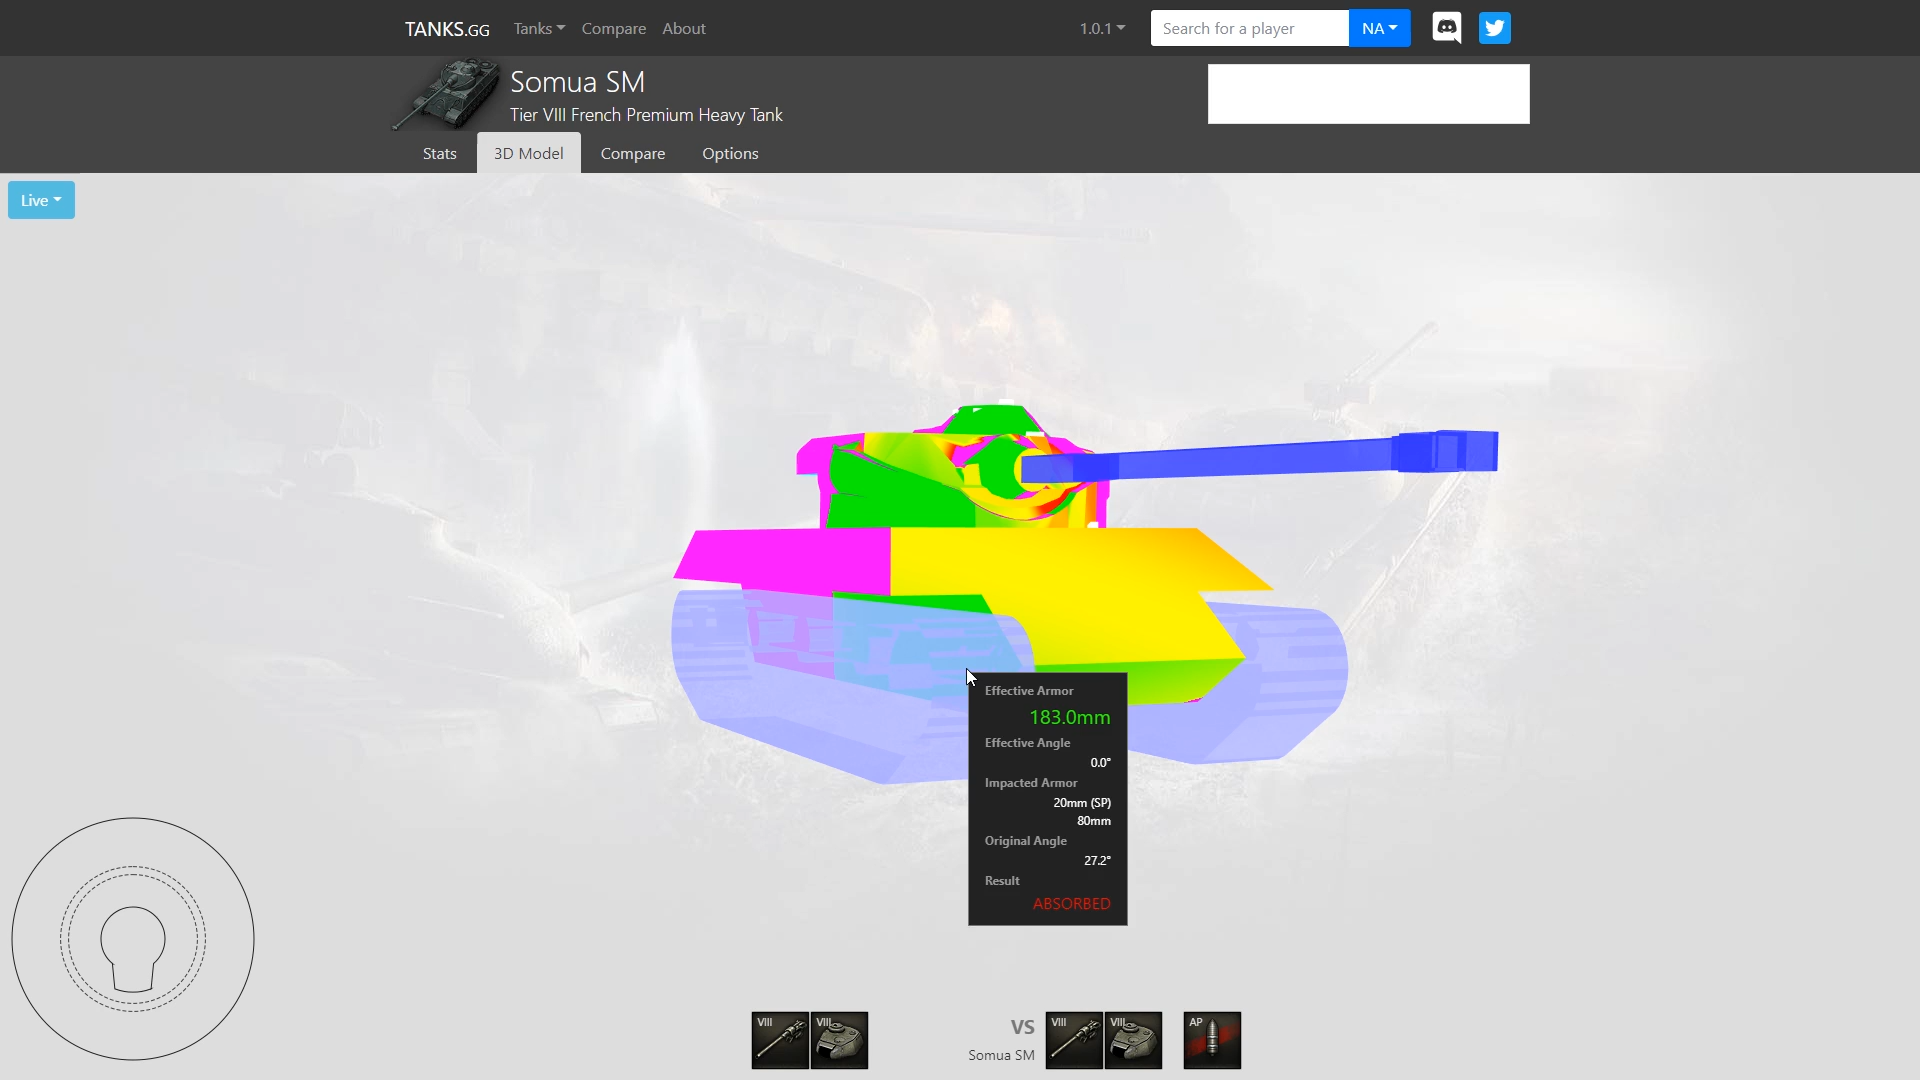 TANKS.GG Tanks Compare About 1.0.1 Search for a player NA
Somua SM
Tier VIII French Premium Heavy Tank
Stats 3D Model Compare Options
Live
Effective Armor
183.0mm
Effective Angle
0.0°
Impacted Armor
20mm (SP)
80mm
Original Angle
27.2°
Result
ABSORBED
VIII VIII VS VIII VIII AP
Somua SM